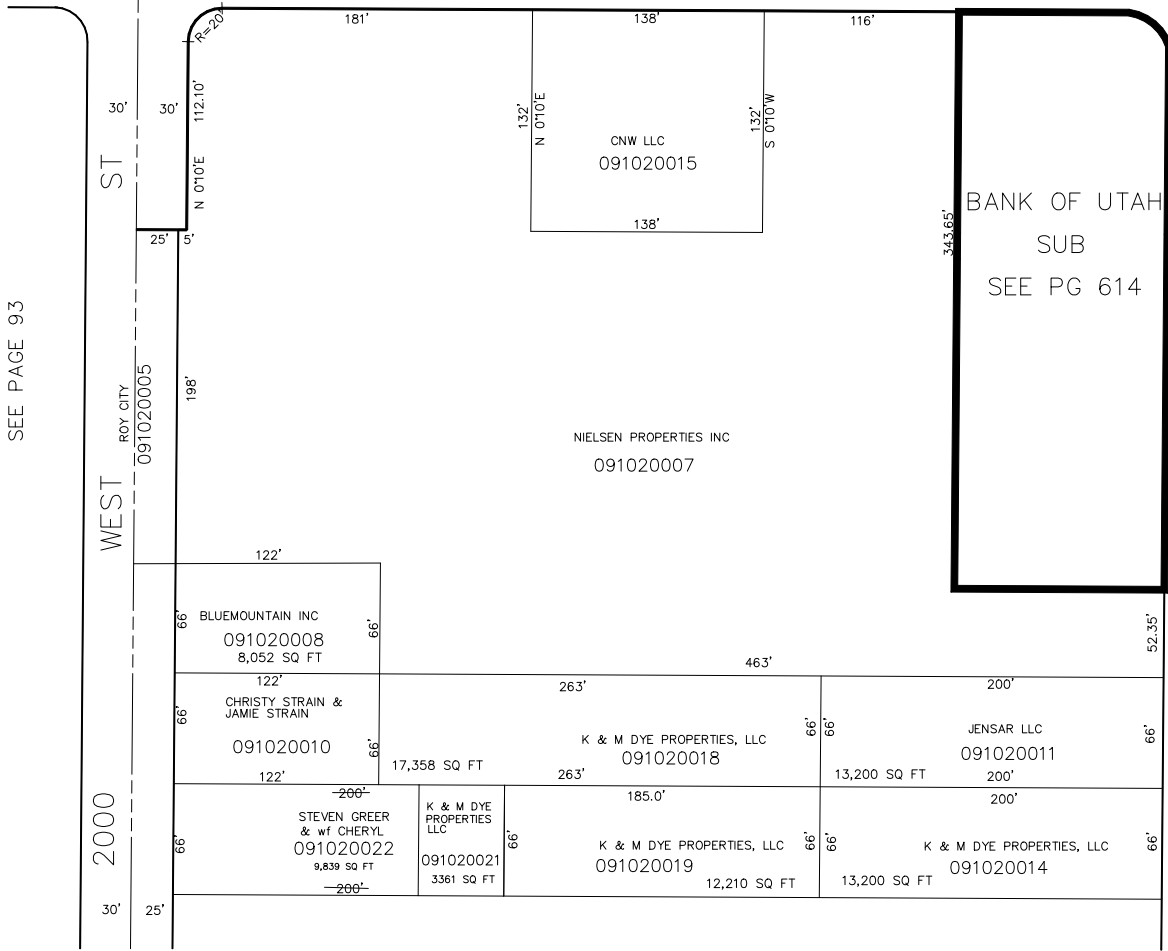 181'
138'
116'
R=20'
30'
30'
112.10'
N 0°10'E
ST
132'
N 0°10'E
CNW LLC
091020015
132'
S 0°10'W
138'
343.65'
BANK OF UTAH
SUB
SEE PG 614
25'
5'
SEE PAGE 93
ROY CITY
091020005
198'
WEST
NIELSEN PROPERTIES INC
091020007
122'
66'
BLUEMOUNTAIN INC
091020008
8,052 SQ FT
66'
52.35'
463'
122'
263'
200'
66'
CHRISTY STRAIN &
JAMIE STRAIN
091020010
66'
K & M DYE PROPERTIES, LLC
091020018
17,358 SQ FT
66'
66'
JENSAR LLC
091020011
13,200 SQ FT
66'
122'
263'
200'
200'
185.0'
200'
2000
66'
STEVEN GREER
& wf CHERYL
091020022
9,839 SQ FT
200'
K & M DYE
PROPERTIES
LLC
091020021
3361 SQ FT
66'
K & M DYE PROPERTIES, LLC
091020019
12,210 SQ FT
66'
66'
K & M DYE PROPERTIES, LLC
091020014
13,200 SQ FT
66'
30'
25'